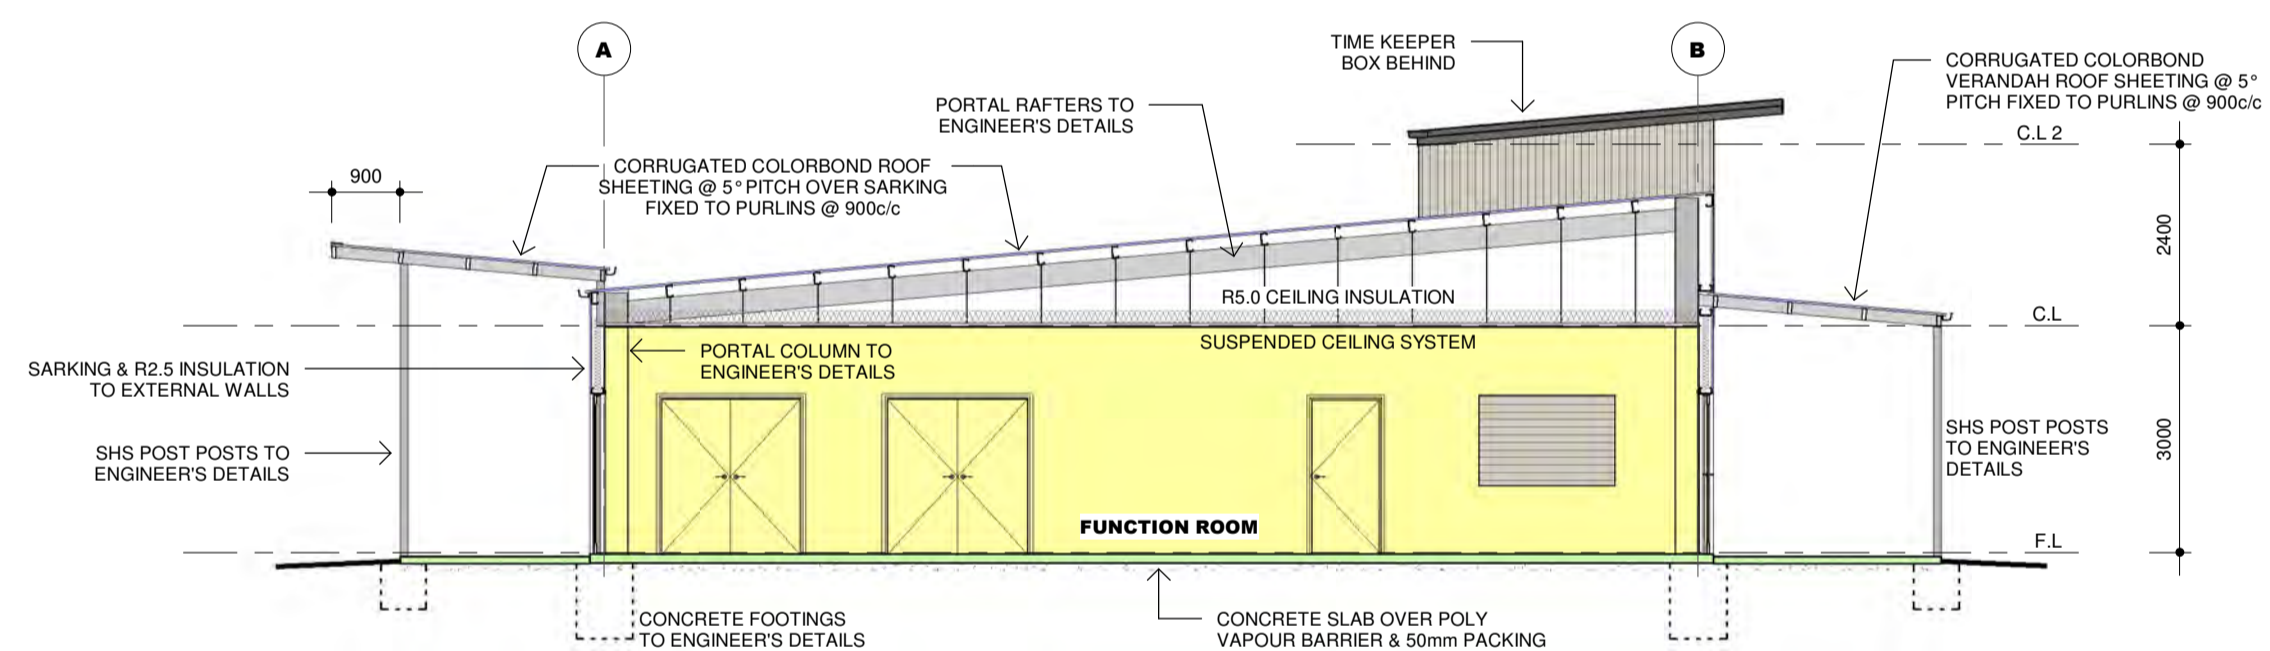 A
B
TIME KEEPER
BOX BEHIND
CORRUGATED COLORBOND
VERANDAH ROOF SHEETING @ 5°
PITCH FIXED TO PURLINS @ 900c/c
PORTAL RAFTERS TO
ENGINEER'S DETAILS
C.L 2
CORRUGATED COLORBOND ROOF
SHEETING @ 5° PITCH OVER SARKING
FIXED TO PURLINS @ 900c/c
900
2400
R5.0 CEILING INSULATION
C.L
SUSPENDED CEILING SYSTEM
PORTAL COLUMN TO
ENGINEER'S DETAILS
SARKING & R2.5 INSULATION
TO EXTERNAL WALLS
3000
SHS POST POSTS TO
ENGINEER'S DETAILS
SHS POST POSTS
TO ENGINEER'S
DETAILS
FUNCTION ROOM
F.L
CONCRETE FOOTINGS
TO ENGINEER'S DETAILS
CONCRETE SLAB OVER POLY
VAPOUR BARRIER & 50mm PACKING